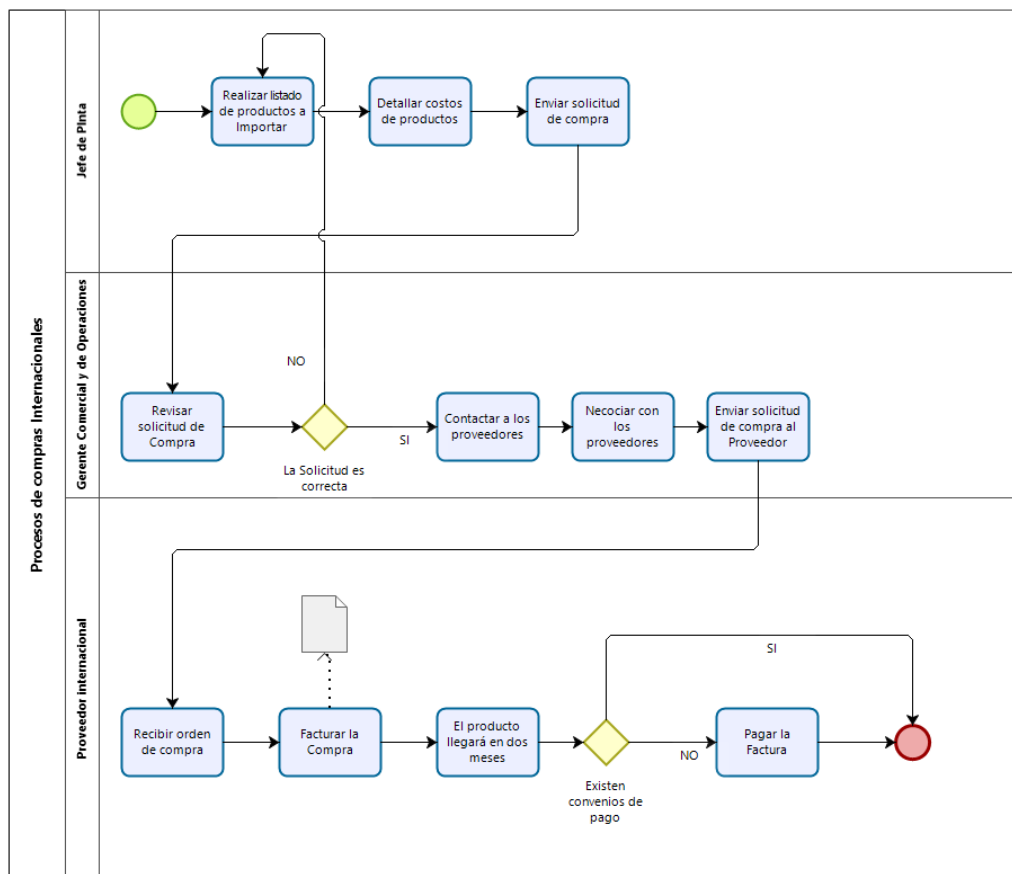 Procesos de compras Internacionales
Jefe de PInta
Realizar listado
de productos a
Importar
Detallar costos
de productos
Enviar solicitud
de compra
Gerente Comercial y de Operaciones
Revisar
solicitud de
Compra
NO
La Solicitud es
correcta
SI
Contactar a los
proveedores
Necociar con
los
proveedores
Enviar solicitud
de compra al
Proveedor
Proveedor internacional
Recibir orden
de compra
Facturar la
Compra
El producto
llegará en dos
meses
Existen
convenios de
pago
SI
NO
Pagar la
Factura